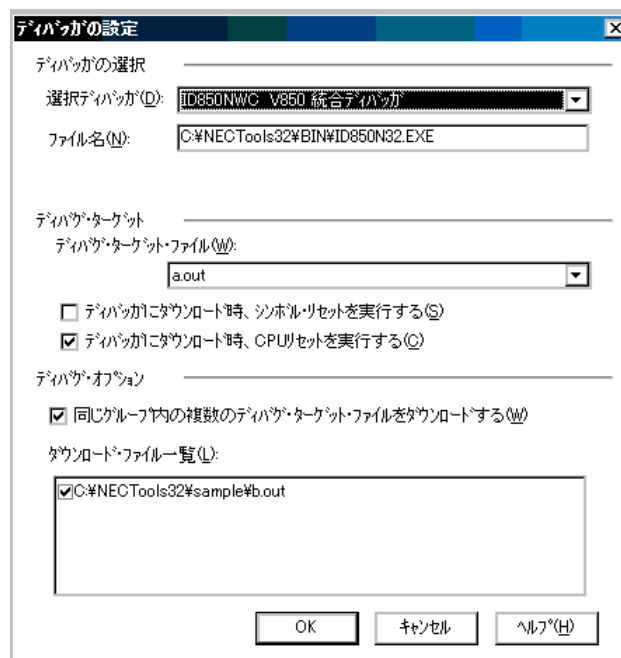 ﾃﾞｨﾊﾞｯｶﾞの設定
ﾃﾞｨﾊﾞｯｶﾞの選択
選択ﾃﾞｨﾊﾞｯｶﾞ(D):
ID850NWC V850 統合ﾃﾞｨﾊﾞｯｶﾞ
ﾌｧｲﾙ名(N):
C:¥NECTools32¥BIN¥ID850N32.EXE
ﾃﾞｨﾊﾞｸﾞ･ﾀｰｹﾞｯﾄ
ﾃﾞｨﾊﾞｸﾞ･ﾀｰｹﾞｯﾄ･ﾌｧｲﾙ(W):
a.out
ﾃﾞｨﾊﾞｯｶﾞにﾀﾞｳﾝﾛｰﾄﾞ時、ｼﾝﾎﾞﾙ･ﾘｾｯﾄを実行する(S)
ﾃﾞｨﾊﾞｯｶﾞにﾀﾞｳﾝﾛｰﾄﾞ時、CPUﾘｾｯﾄを実行する(C)
ﾃﾞｨﾊﾞｸﾞ･ｵﾌﾟｼｮﾝ
同じｸﾞﾙｰﾌﾟ内の複数のﾃﾞｨﾊﾞｸﾞ･ﾀｰｹﾞｯﾄ･ﾌｧｲﾙをﾀﾞｳﾝﾛｰﾄﾞする(W)
ﾀﾞｳﾝﾛｰﾄﾞ･ﾌｧｲﾙ一覧(L):
C:¥NECTools32¥sample¥b.out
OK
ｷｬﾝｾﾙ
ﾍﾙﾌﾟ(H)